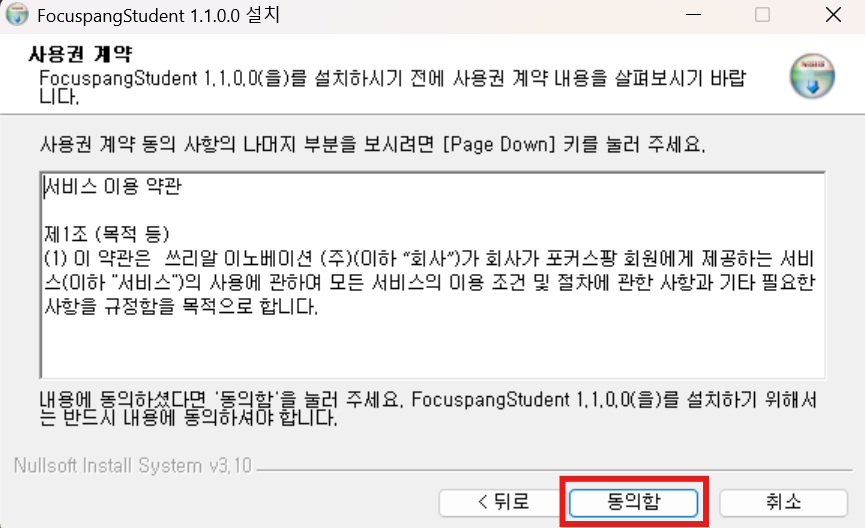 FocuspangStudent 1.1.0.0 설치
사용권 계약
FocuspangStudent 1.1.0.0(을)를 설치하시기 전에 사용권 계약 내용을 살펴보시기 바랍
니다.
사용권 계약 동의 사항의 나머지 부분을 보시려면 [Page Down] 키를 눌러 주세요.
서비스 이용 약관
제1조 (목적 등)
(1) 이 약관은  쓰리알 이노베이션 (주)(이하 “회사”)가 회사가 포커스팡 회원에게 제공하는 서비
스(이하 "서비스")의 사용에 관하여 모든 서비스의 이용 조건 및 절차에 관한 사항과 기타 필요한
사항을 규정함을 목적으로 합니다.
내용에 동의하셨다면 '동의함'을 눌러 주세요. FocuspangStudent 1.1.0.0(을)를 설치하기 위해서
는 반드시 내용에 동의하셔야 합니다.
Nullsoft Install System v3.10
< 뒤로
동의함
취소